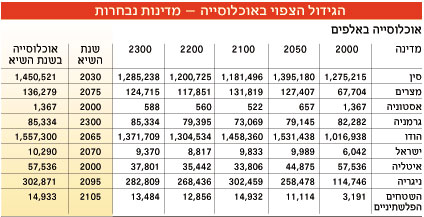 הגידול הצפוי באוכלוסייה – מדינות נבחרות
אוכלוסייה באלפים
מדינה 2000 2050 2100 2200 2300 שנת השיא אוכלוסייה בשנת השיא
סין 1,275,215 1,395,180 1,181,496 1,200,725 1,285,238 2030 1,450,521
מצרים 67,704 127,407 131,819 117,851 124,715 2075 136,279
אסטוניה 1,367 657 522 560 588 2000 1,367
גרמניה 82,282 79,145 73,069 79,395 85,334 2300 85,334
הודו 1,016,938 1,531,438 1,458,360 1,304,534 1,371,709 2065 1,557,300
ישראל 6,042 9,989 9,833 8,817 9,370 2070 10,290
איטליה 57,536 44,875 33,806 35,442 37,801 2000 57,536
ניגריה 114,746 258,478 302,459 268,436 282,809 2095 302,871
השטחים הפלשתיניים 3,191 11,114 14,932 12,856 13,484 2105 14,933